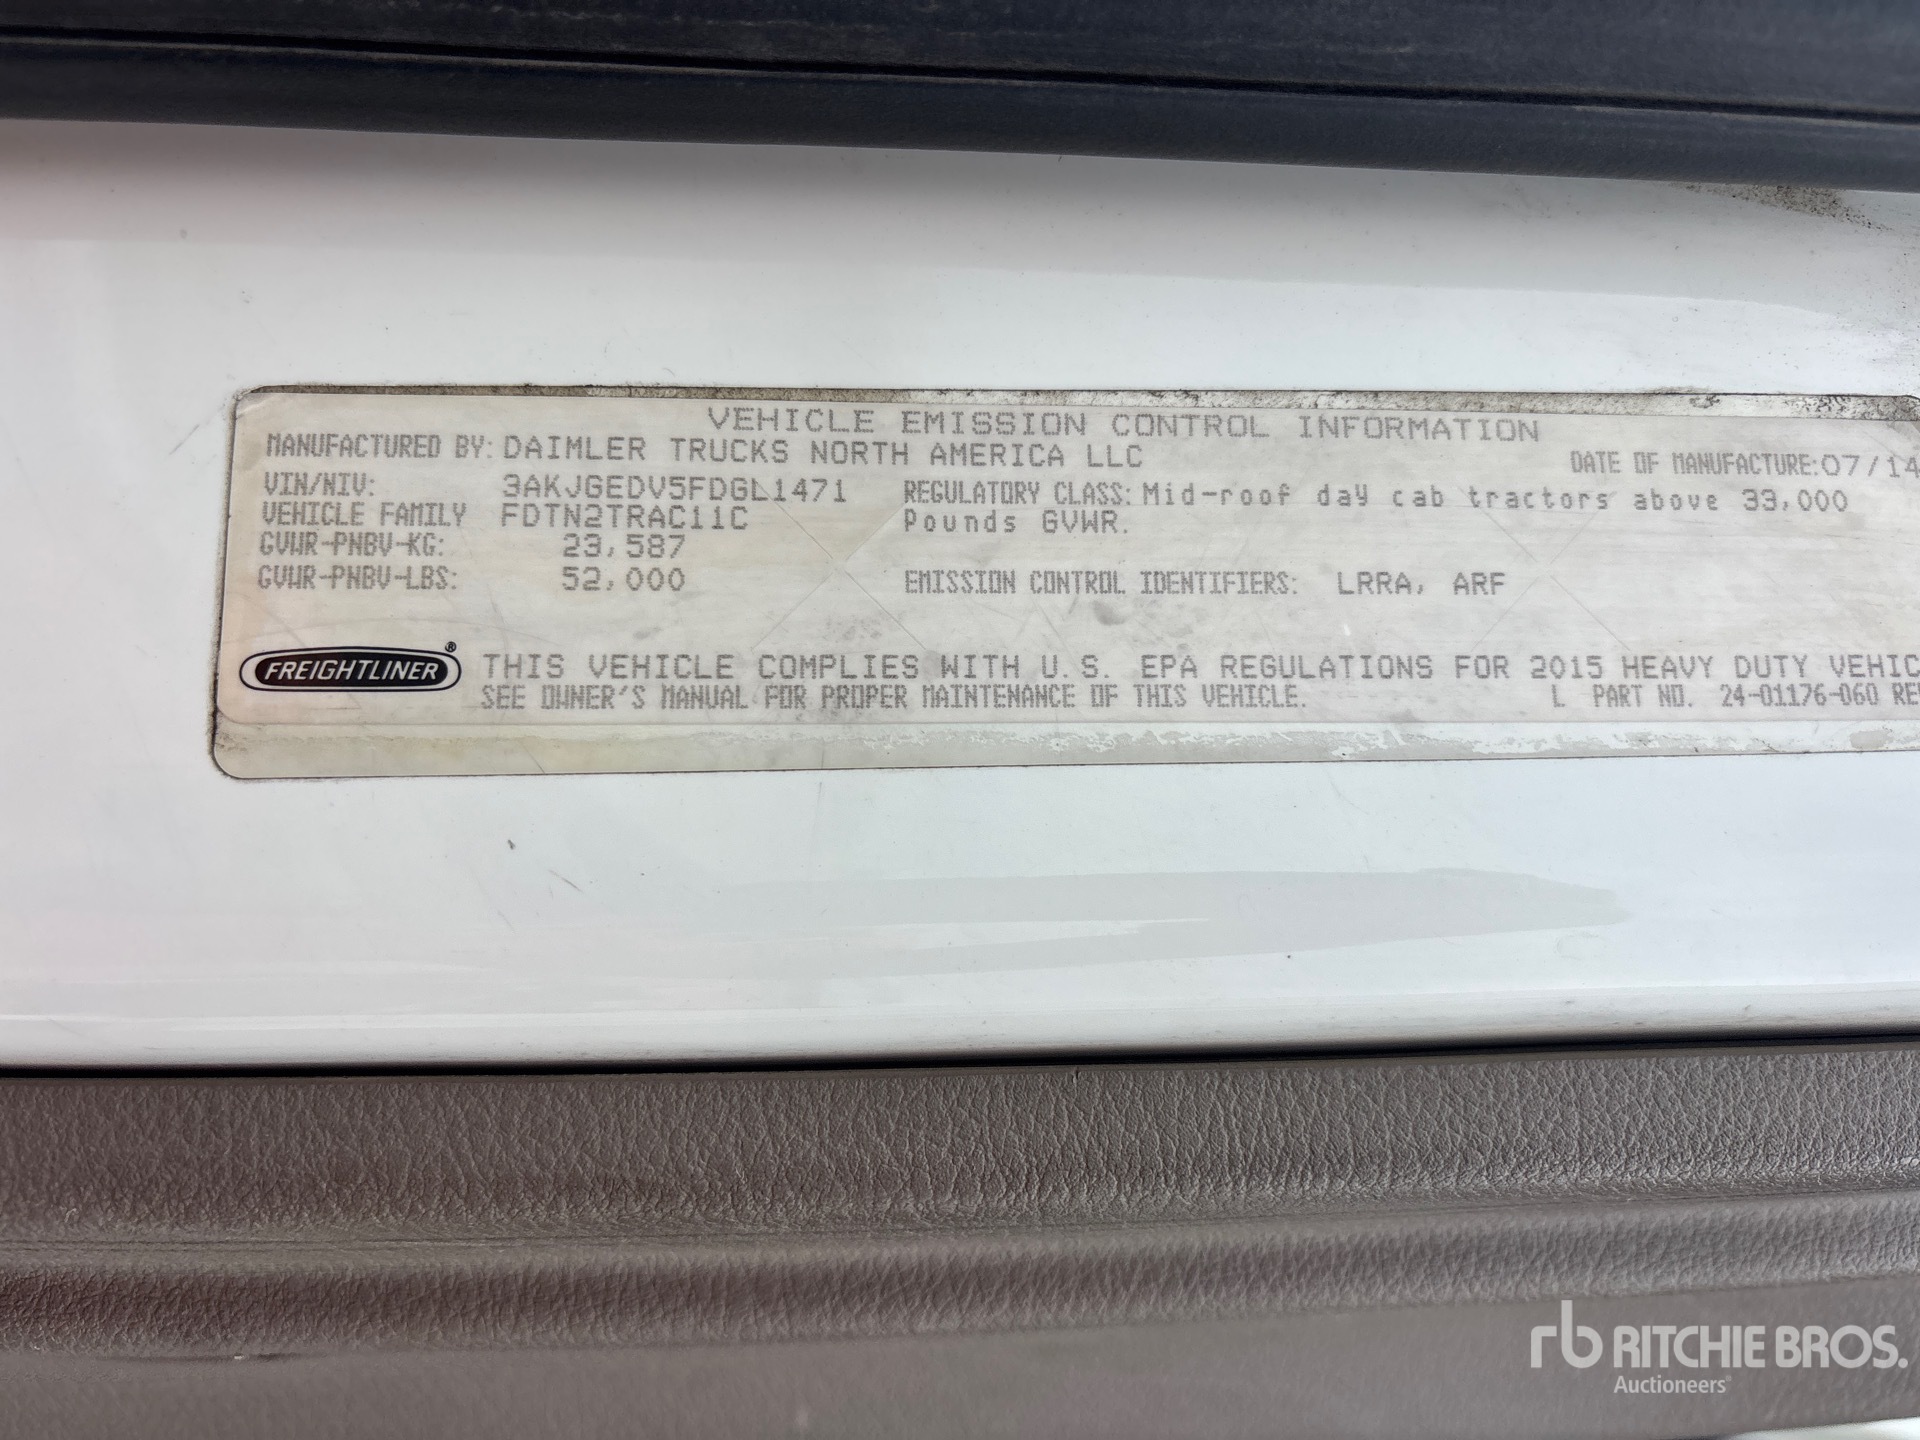 VEHICLE EMISSION CONTROL INFORMATION
MANUFACTURED BY: DAIMLER TRUCKS NORTH AMERICA LLC
DATE OF MANUFACTURE:07/14
VIN/NIV: 3AKJGEDV5FDGL1471
REGULATORY CLASS: Mid-roof day cab tractors above 33,000
VEHICLE FAMILY FDTN2TRAC11C
Pounds GVWR.
GVWR-PNBV-KG: 23,587
GVWR-PNBV-LBS: 52,000
EMISSION CONTROL IDENTIFIERS: LRRA, ARF
FREIGHTLINER®
THIS VEHICLE COMPLIES WITH U.S. EPA REGULATIONS FOR 2015 HEAVY DUTY VEHIC
SEE OWNER'S MANUAL FOR PROPER MAINTENANCE OF THIS VEHICLE.
L PART NO. 24-01176-060 RE
rb RITCHIE BROS.
Auctioneers